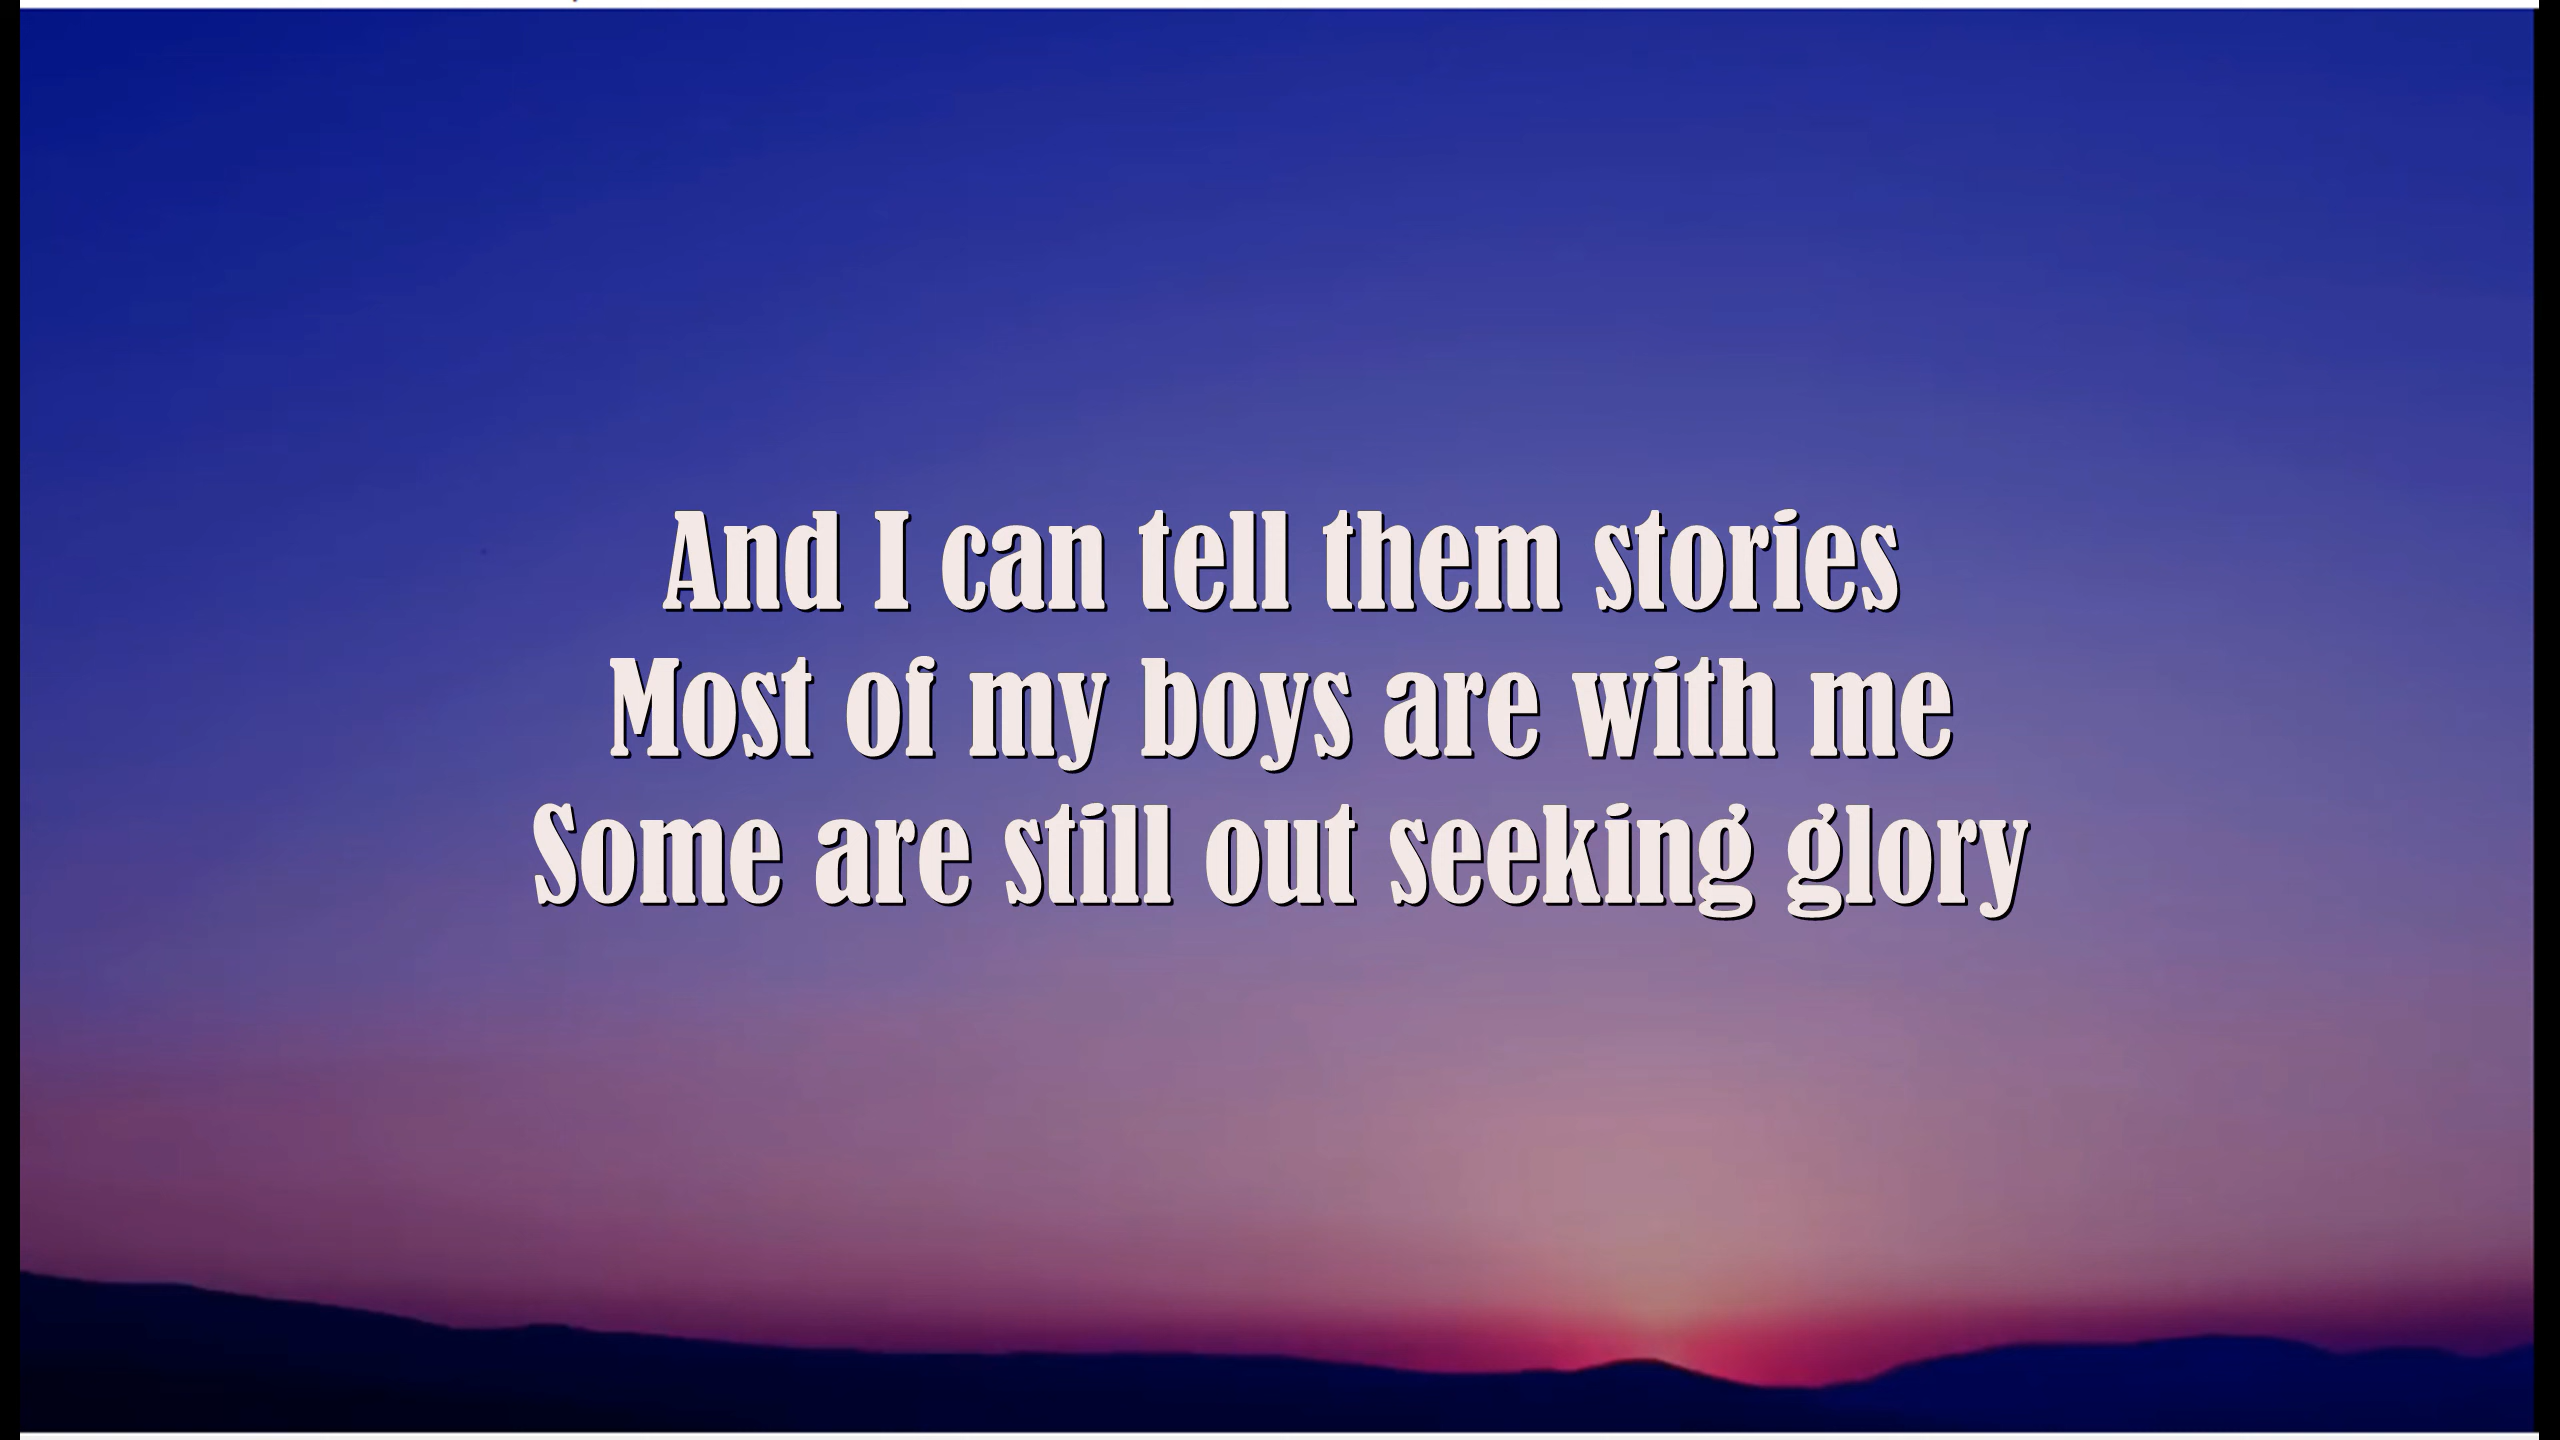 And I can tell them stories
Most of my boys are with me
Some are still out seeking glory